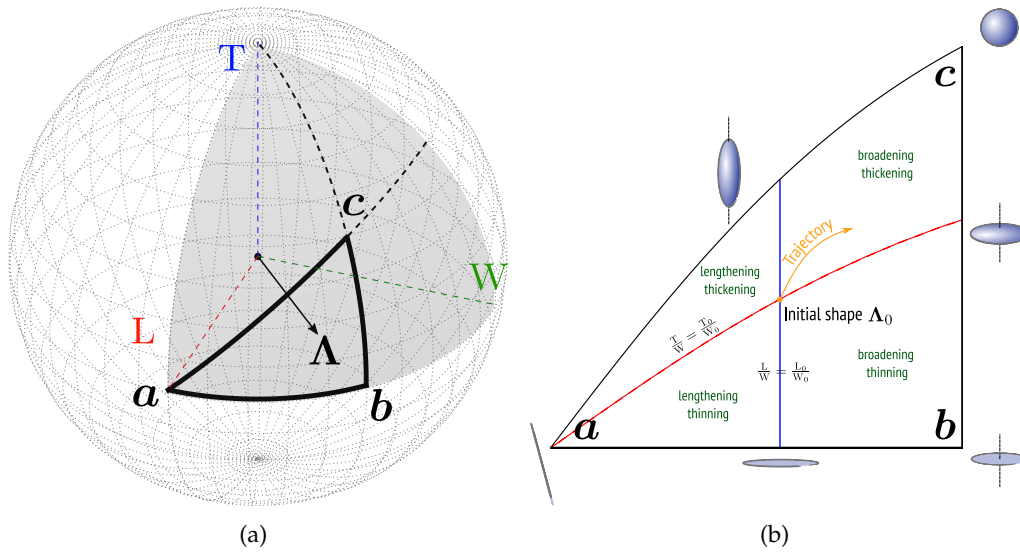 T
c
W
L
Λ
a
b
(a)
c
broadening
thickening
Trajectory
lengthening
thickening
Initial shape Λ₀
T/W = T₀/W₀
L/W = L₀/W₀
broadening
thinning
lengthening
thinning
a
b
(b)